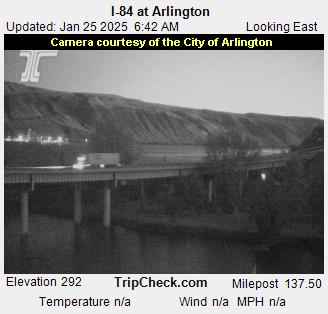 I-84 at Arlington
Updated: Jan 25 2025 6:42 AM Looking East
Camera courtesy of the City of Arlington
Elevation 292 TripCheck.com Milepost 137.50
Temperature n/a Wind n/a MPH n/a